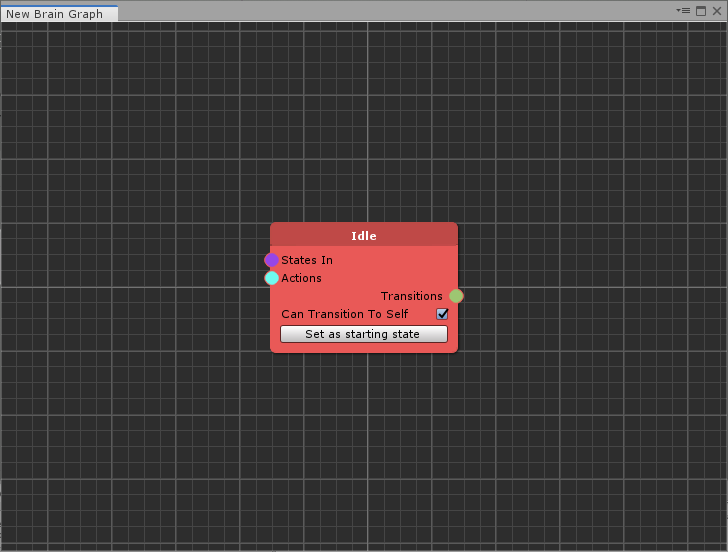 New Brain Graph
Idle
States In
Actions
Transitions
Can Transition To Self
Set as starting state